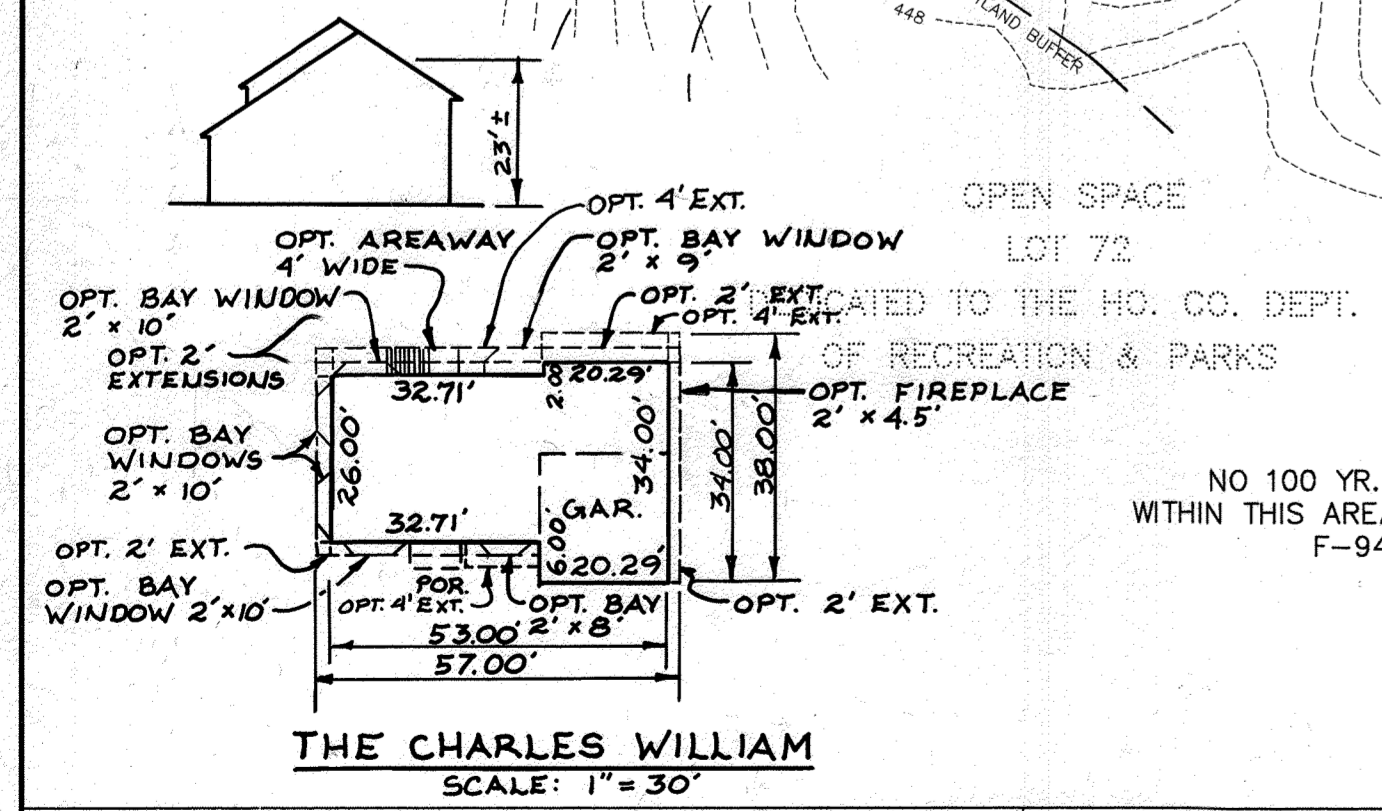 448
TLAND BUFFER
23'±
OPEN SPACE
LOT 72
DEDICATED TO THE HO. CO. DEPT.
OF RECREATION & PARKS
OPT. 4' EXT.
OPT. AREAWAY
4' WIDE
OPT. BAY WINDOW
2' x 9'
OPT. BAY WINDOW
2' x 10'
OPT. 2' EXT.
OPT. 4' EXT.
OPT. 2'
EXTENSIONS
32.71'
2.8
20.29'
OPT. FIREPLACE
2' x 4.5'
OPT. BAY
WINDOWS
2' x 10'
26.00'
34.00'
34.00'
38.00'
GAR.
32.71'
6.00'
20.29'
NO 100 YR.
WITHIN THIS AREA
F-94
OPT. 2' EXT.
OPT. BAY
WINDOW 2'x10'
POR.
OPT. 4' EXT.
OPT. BAY
2' x 8'
OPT. 2' EXT.
53.00'
57.00'
THE CHARLES WILLIAM
SCALE: 1" = 30'